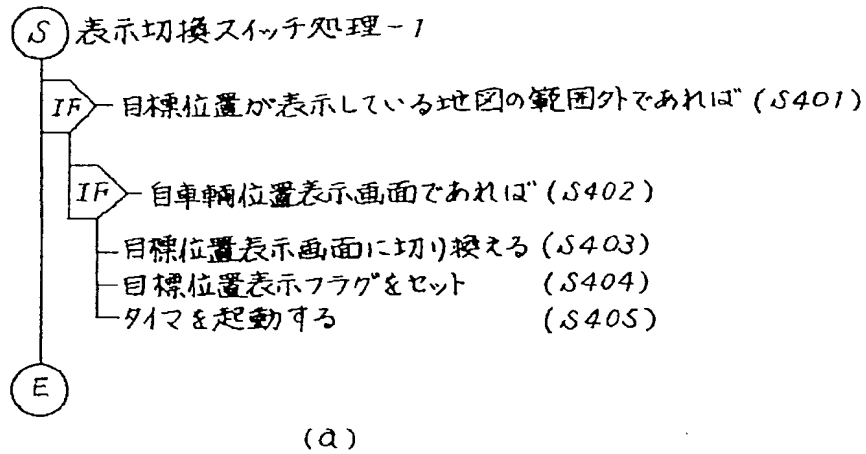 S 表示切換スイッチ処理-1
IF 目標位置が表示している地図の範囲外であれば (S401)
IF 自車輌位置表示画面であれば (S402)
目標位置表示画面に切り換える (S403)
目標位置表示フラグをセット (S404)
タイマを起動する (S405)
E
(a)